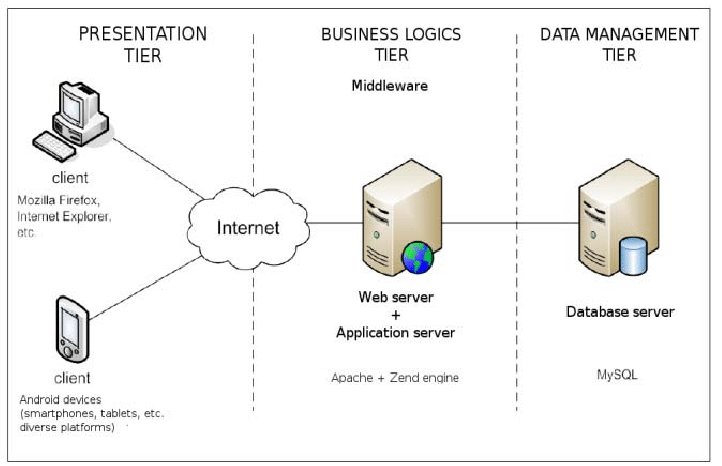 PRESENTATION
TIER
BUSINESS LOGICS
TIER
DATA MANAGEMENT
TIER
Middleware
client
Mozilla Firefox,
Internet Explorer,
etc.
Internet
Web server
+
Application server
Database server
client
Apache + Zend engine
MySQL
Android devices
(smartphones, tablets, etc.
diverse platforms)